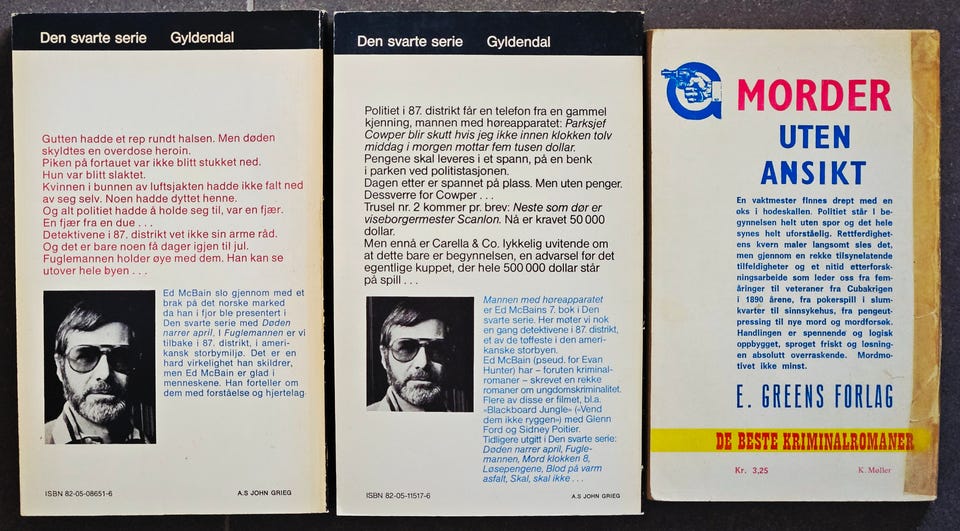 Den svarte serie Gyldendal
Gutten hadde et rep rundt halsen. Men døden
skyldtes en overdose heroin.
Piken på fortauet var ikke blitt stukket ned.
Hun var blitt slaktet.
Kvinnen i bunnen av luftsjakten hadde ikke falt ned
av seg selv. Noen hadde dyttet henne.
Og alt politiet hadde å holde seg til, var en fjær.
En fjær fra en due . . .
Detektivene i 87. distrikt vet ikke sin arme råd.
Og det er bare noen få dager igjen til jul.
Fuglemannen holder øye med dem. Han kan se
utover hele byen . . .
Ed McBain slo gjennom med et
brak på det norske marked
da han i fjor ble presentert i
Den svarte serie med Døden
narrer april. I Fuglemannen er vi
tilbake i 87. distrikt, i ameri-
kansk storbymiljø. Det er en
hard virkelighet han skildrer,
men Ed McBain er glad i
menneskene. Han forteller om
dem med forståelse og hjertelag
ISBN 82-05-08651-6 A.S JOHN GRIEG
Den svarte serie Gyldendal
Politiet i 87. distrikt får en telefon fra en gammel
kjenning, mannen med høreapparatet: Parksjef
Cowper blir skutt hvis jeg ikke innen klokken tolv
middag i morgen mottar fem tusen dollar.
Pengene skal leveres i et spann, på en benk
i parken ved politistasjonen.
Dagen etter er spannet på plass. Men uten penger.
Dessverre for Cowper . . .
Trusel nr. 2 kommer pr. brev: Neste som dør er
viseborgermester Scanlon. Nå er kravet 50 000
dollar.
Men ennå er Carella & Co. lykkelig uvitende om
at dette bare er begynnelsen, en advarsel før det
egentlige kuppet, der hele 500 000 dollar står
på spill . . .
Mannen med høreapparatet
er Ed McBains 7. bok i Den
svarte serie. Her møter vi nok
en gang detektivene i 87. distrikt,
et av de tøffeste i den ameri-
kanske storbyen.
Ed McBain (pseud. for Evan
Hunter) har – foruten kriminal-
romaner – skrevet en rekke
romaner om ungdomskriminalitet.
Flere av disse er filmet, bl.a.
«Blackboard Jungle» («Vend
dem ikke ryggen») med Glenn
Ford og Sidney Poitier.
Tidligere utgitt i Den svarte serie:
Døden narrer april, Fugle-
mannen, Mord klokken 8,
Løsepengene, Blod på varm
asfalt, Skal, skal ikke . . .
ISBN 82-05-11517-6 A.S JOHN GRIEG
G
MORDER
UTEN
ANSIKT
En vaktmester finnes drept med en
øks i hodeskallen. Politiet står i be-
gynnelsen helt uten spor og det hele
synes helt uforståelig. Rettferdighet-
ens kvern maler langsomt sies det,
men gjennom en rekke tilsynelatende
tilfeldigheter og et nitid etterforsk-
ningsarbeide som leder oss fra fem-
åringer til veteraner fra Cubakrigen
i 1890 årene, fra pokerspill i slum-
kvarter til sinnsykehus, fra pengeut-
pressing til nye mord og mordforsøk.
Handlingen er spennende og logisk
oppbygget, sproget friskt og løsning-
en absolutt overraskende. Mordmo-
tivet ikke minst.
E. GREENS FORLAG
DE BESTE KRIMINALROMANER
Kr. 3,25 K. Møller